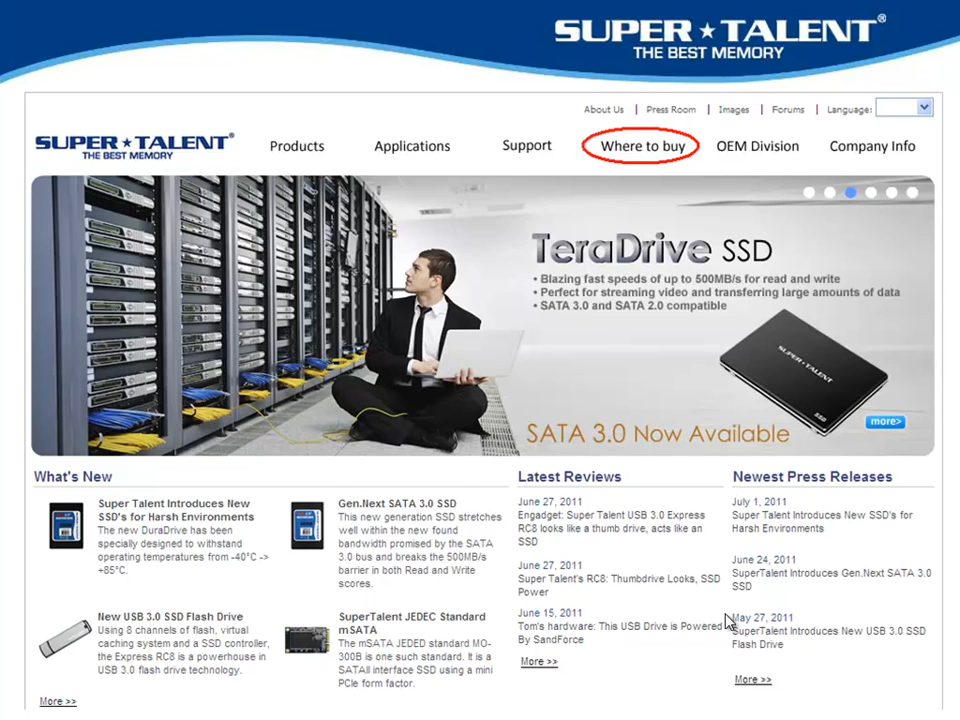 SUPER★TALENT®
THE BEST MEMORY
About Us | Press Room | Images | Forums | Language:
SUPER★TALENT®
THE BEST MEMORY
Products
Applications
Support
Where to buy
OEM Division
Company Info
TeraDrive SSD
• Blazing fast speeds of up to 500MB/s for read and write
• Perfect for streaming video and transferring large amounts of data
• SATA 3.0 and SATA 2.0 compatible
SUPER★TALENT
SSD
more>
SATA 3.0 Now Available
What's New
Super Talent Introduces New
SSD's for Harsh Environments
The new DuraDrive has been
specially designed to withstand
operating temperatures from -40°C ->
+85°C.
Gen.Next SATA 3.0 SSD
This new generation SSD stretches
well within the new found
bandwidth promised by the SATA
3.0 bus and breaks the 500MB/s
barrier in both Read and Write
scores.
New USB 3.0 SSD Flash Drive
Using 8 channels of flash, virtual
caching system and a SSD controller,
the Express RC8 is a powerhouse in
USB 3.0 flash drive technology.
SuperTalent JEDEC Standard
mSATA
The mSATA JEDED standard MO-
300B is one such standard. It is a
SATAII interface SSD using a mini
PCIe form factor.
More >>
Latest Reviews
June 27, 2011
Engadget: Super Talent USB 3.0 Express
RC8 looks like a thumb drive, acts like an
SSD
June 27, 2011
Super Talent's RC8: Thumbdrive Looks, SSD
Power
June 15, 2011
Tom's hardware: This USB Drive is Powered
By SandForce
More >>
Newest Press Releases
July 1, 2011
Super Talent Introduces New SSD's for
Harsh Environments
June 24, 2011
SuperTalent Introduces Gen.Next SATA 3.0
SSD
May 27, 2011
SuperTalent Introduces New USB 3.0 SSD
Flash Drive
More >>